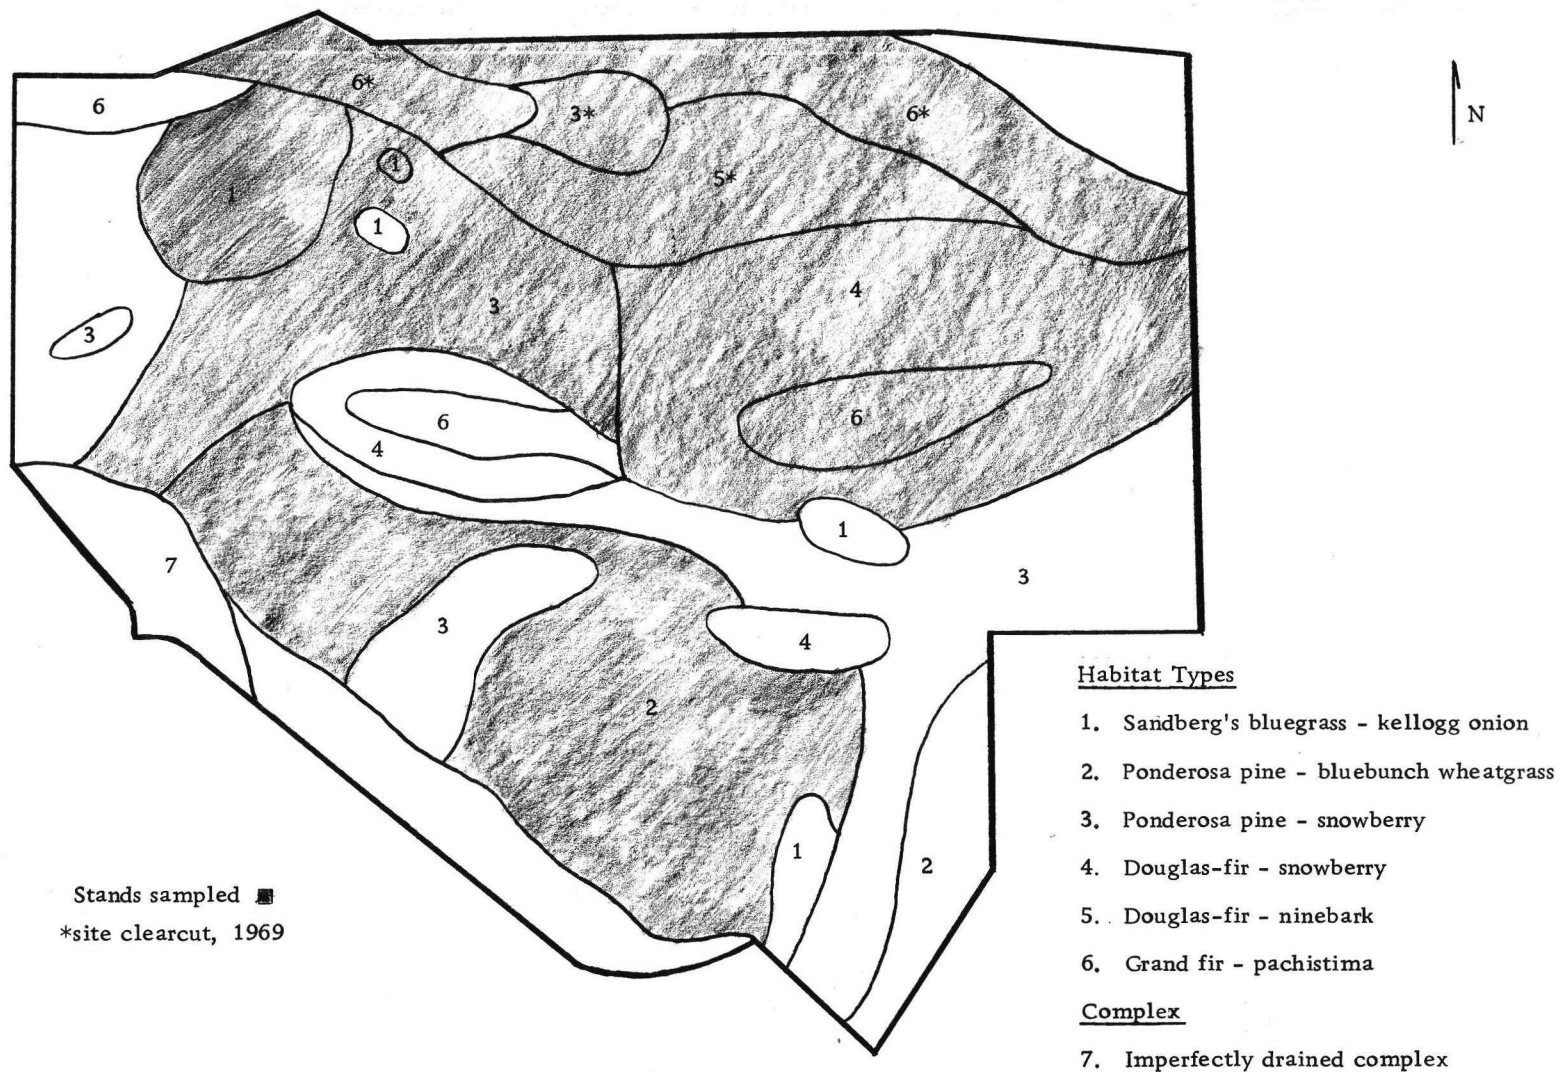 6
6*
3*
6*
N
1
1
5*
1
3
4
3
6
6
4
1
7
3
3
4
2
1
2
Habitat Types
1. Sandberg's bluegrass - kellogg onion
2. Ponderosa pine - bluebunch wheatgrass
3. Ponderosa pine - snowberry
4. Douglas-fir - snowberry
5. Douglas-fir - ninebark
6. Grand fir - pachistima
Complex
7. Imperfectly drained complex
Stands sampled
*site clearcut, 1969